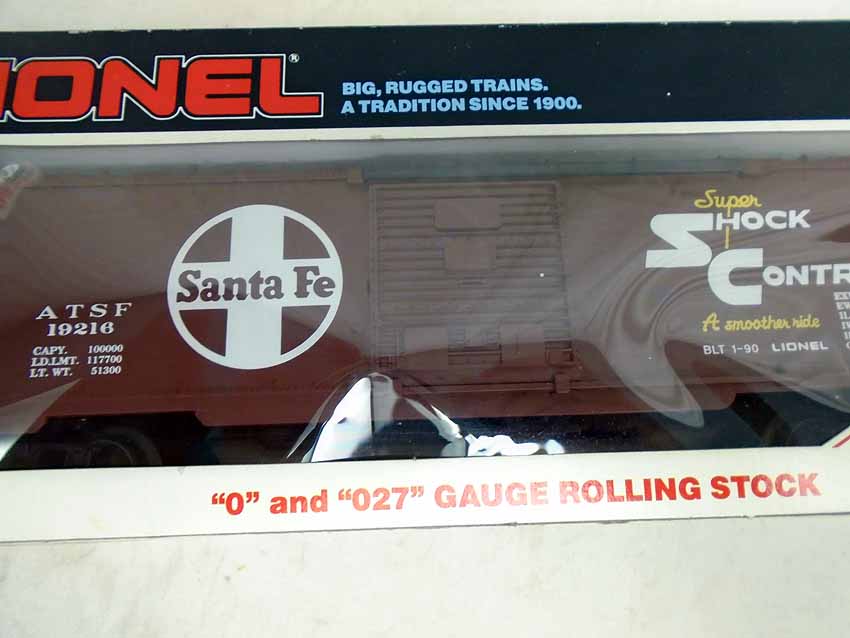 IONEL®
BIG, RUGGED TRAINS.
A TRADITION SINCE 1900.
Santa Fe
ATSF
19216
CAPY. 100000
LD.LMT. 117700
LT. WT. 51300
Super
SHOCK
CONTR
A smoother ride
BLT 1-90 LIONEL
"O" and "027" GAUGE ROLLING STOCK